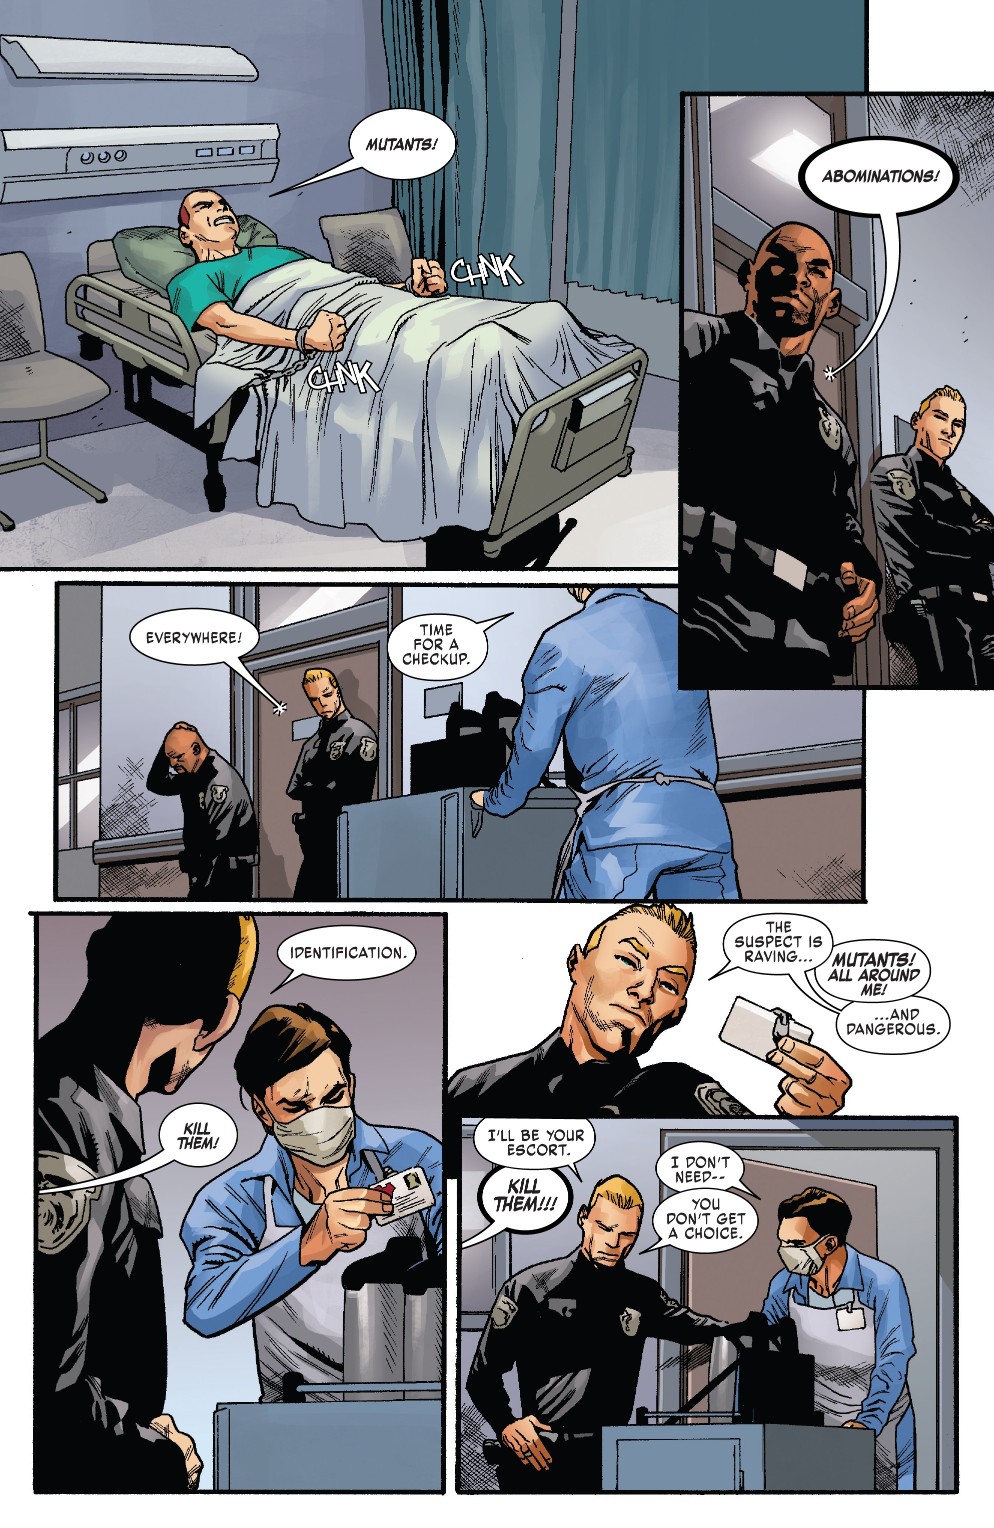 MUTANTS!
CHNK
CHNK
ABOMINATIONS!
EVERYWHERE!
TIME
FOR A
CHECKUP.
IDENTIFICATION.
KILL
THEM!
THE
SUSPECT IS
RAVING...
MUTANTS!
ALL AROUND
ME!
...AND
DANGEROUS.
I'LL BE YOUR
ESCORT.
KILL
THEM!!!
I DON'T
NEED--
YOU
DON'T GET
A CHOICE.